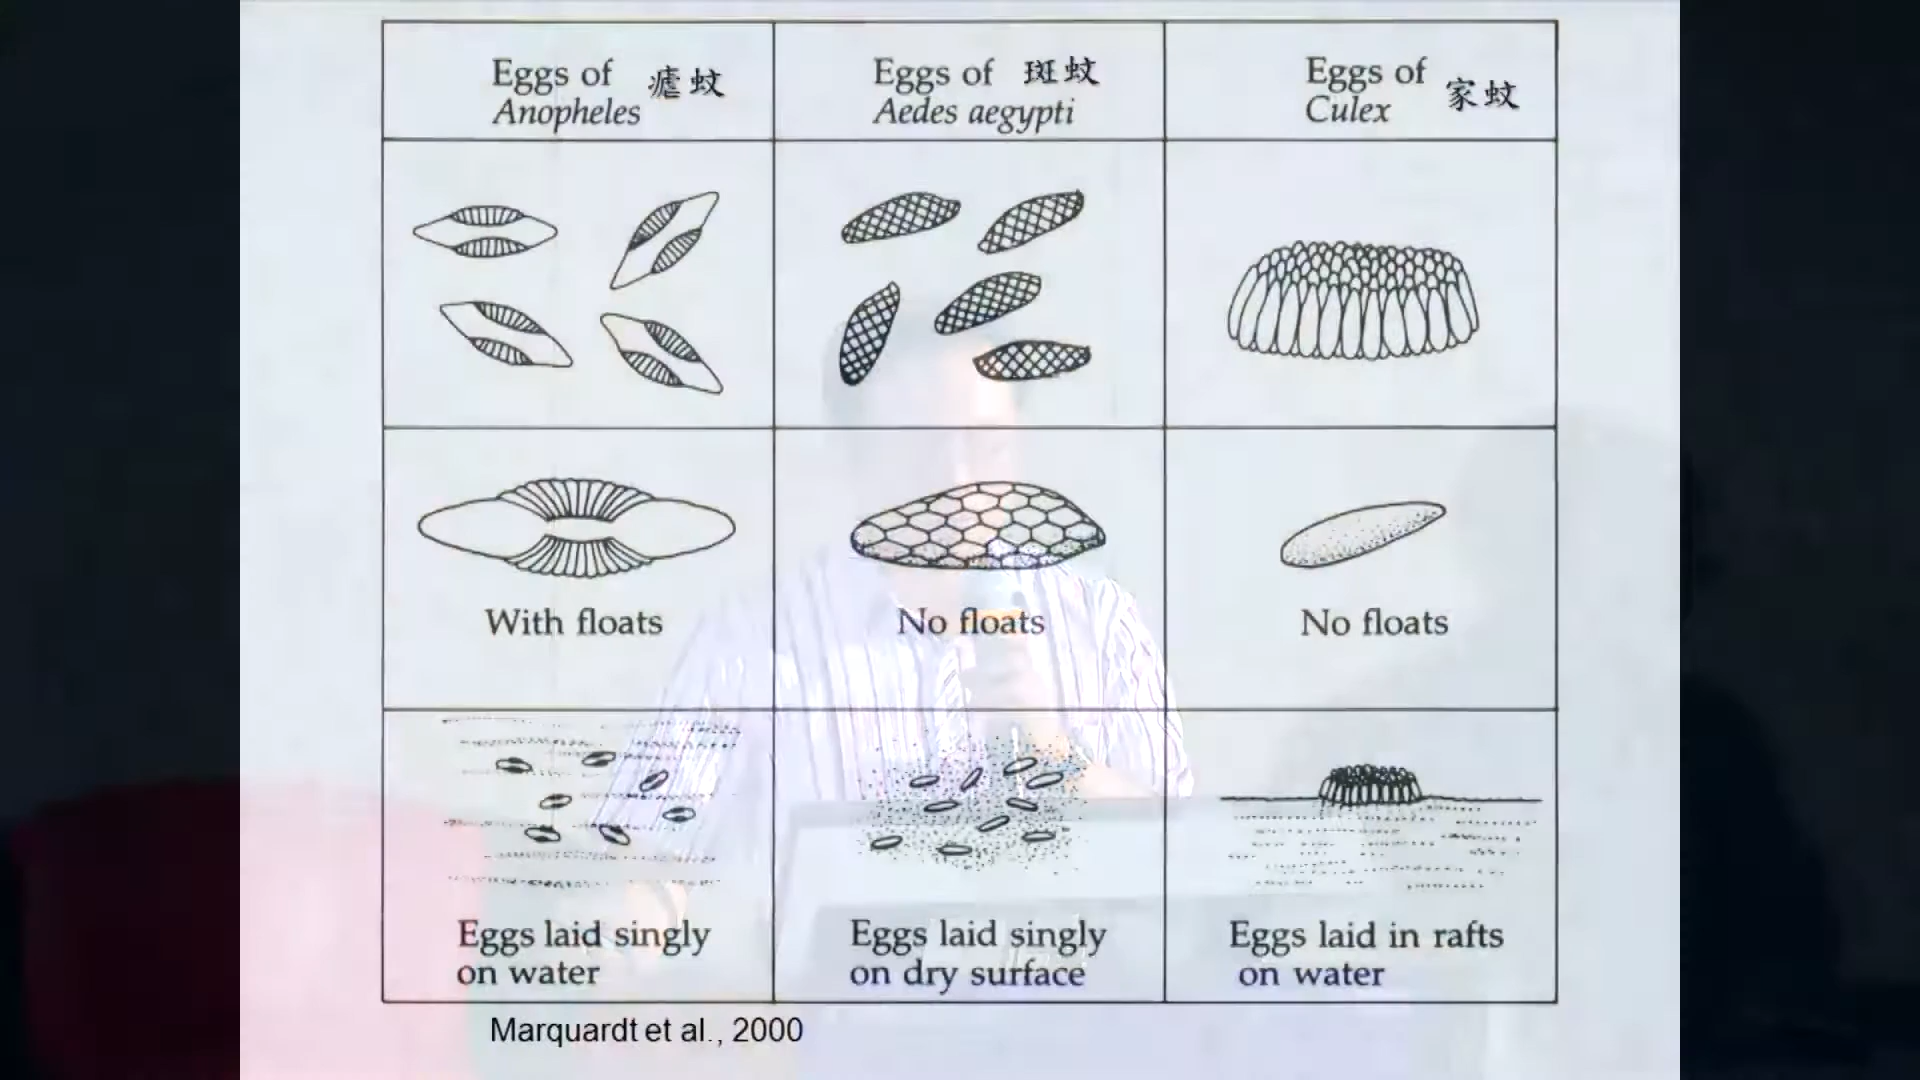 Eggs of 瘧蚊
Anopheles
Eggs of 斑蚊
Aedes aegypti
Eggs of 家蚊
Culex
With floats
No floats
No floats
Eggs laid singly
on water
Eggs laid singly
on dry surface
Eggs laid in rafts
on water
Marquardt et al., 2000